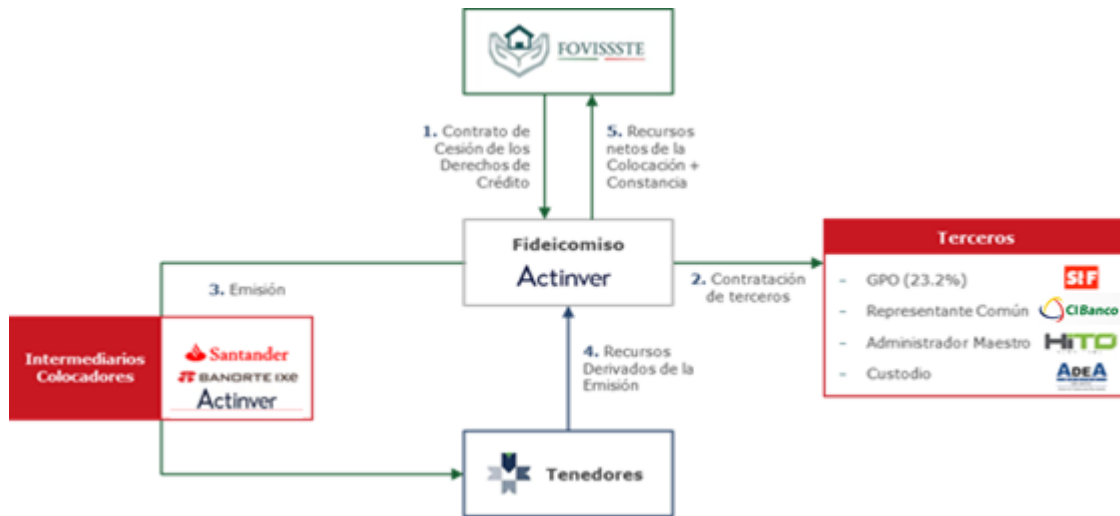 FOVISSSTE
1. Contrato de
Cesión de los
Derechos de
Crédito
5. Recursos
netos de la
Colocación +
Constancia
Fideicomiso
Actinver
3. Emisión
2. Contratación
de terceros
Terceros
- GPO (23.2%) SHF
- Representante Común CIBanco
- Administrador Maestro HiTO
- Custodio ADeA
Intermediarios
Colocadores
Santander
BANORTE IXE
Actinver
4. Recursos
Derivados de la
Emisión
Tenedores